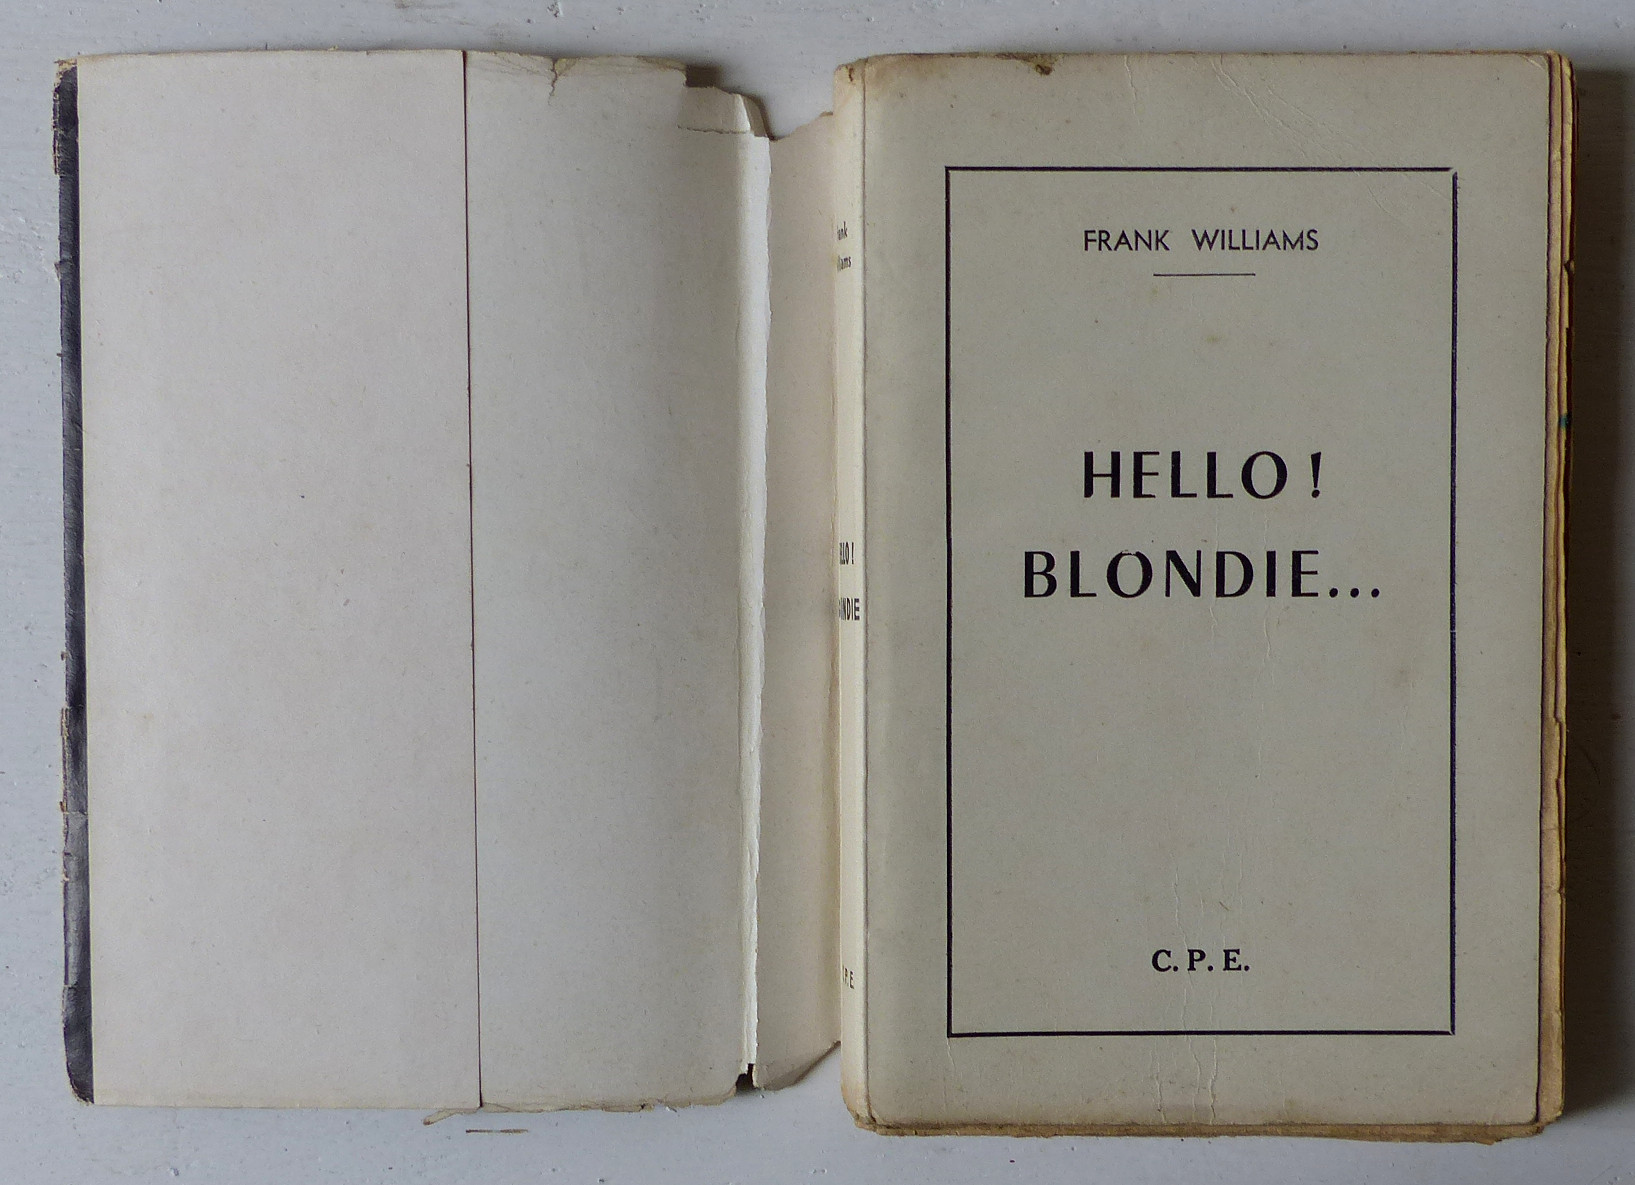 FRANK WILLIAMS
HELLO !
BLONDIE...
C. P. E.